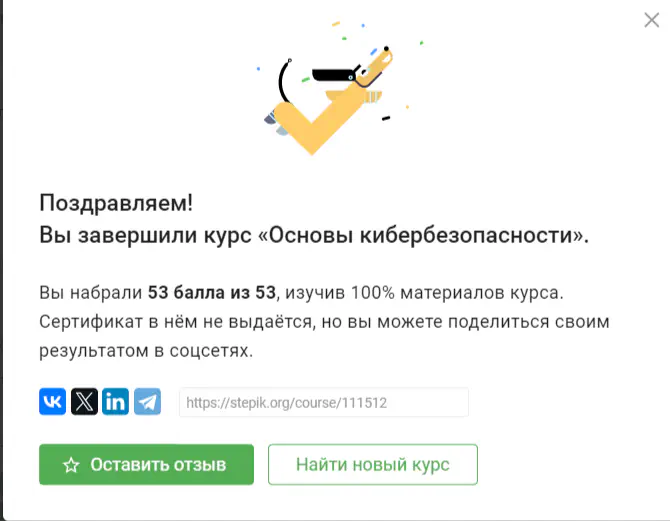 Поздравляем!
Вы завершили курс «Основы кибербезопасности».
Вы набрали 53 балла из 53, изучив 100% материалов курса.
Сертификат в нём не выдаётся, но вы можете поделиться своим
результатом в соцсетях.
https://stepik.org/course/111512
Оставить отзыв
Найти новый курс